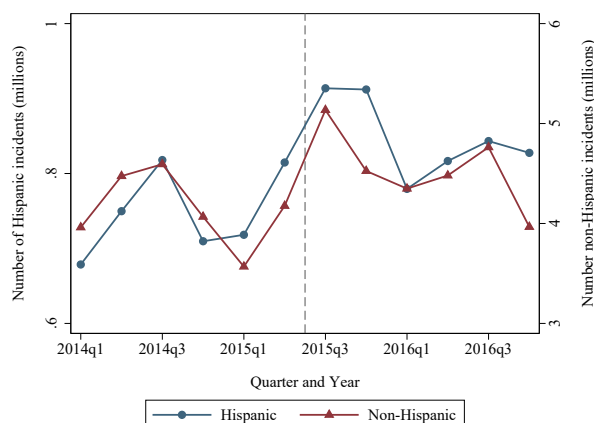 Number of Hispanic incidents (millions)
1
.8
.6
6
5
4
3
Number non-Hispanic incidents (millions)
2014q1 2014q3 2015q1 2015q3 2016q1 2016q3
Quarter and Year
Hispanic Non-Hispanic